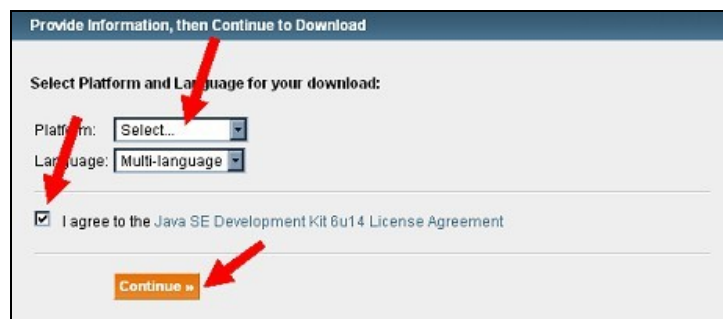 Provide Information, then Continue to Download
Select Platform and Language for your download:
Platform: Select...
Language: Multi-language
I agree to the Java SE Development Kit 6u14 License Agreement
Continue »